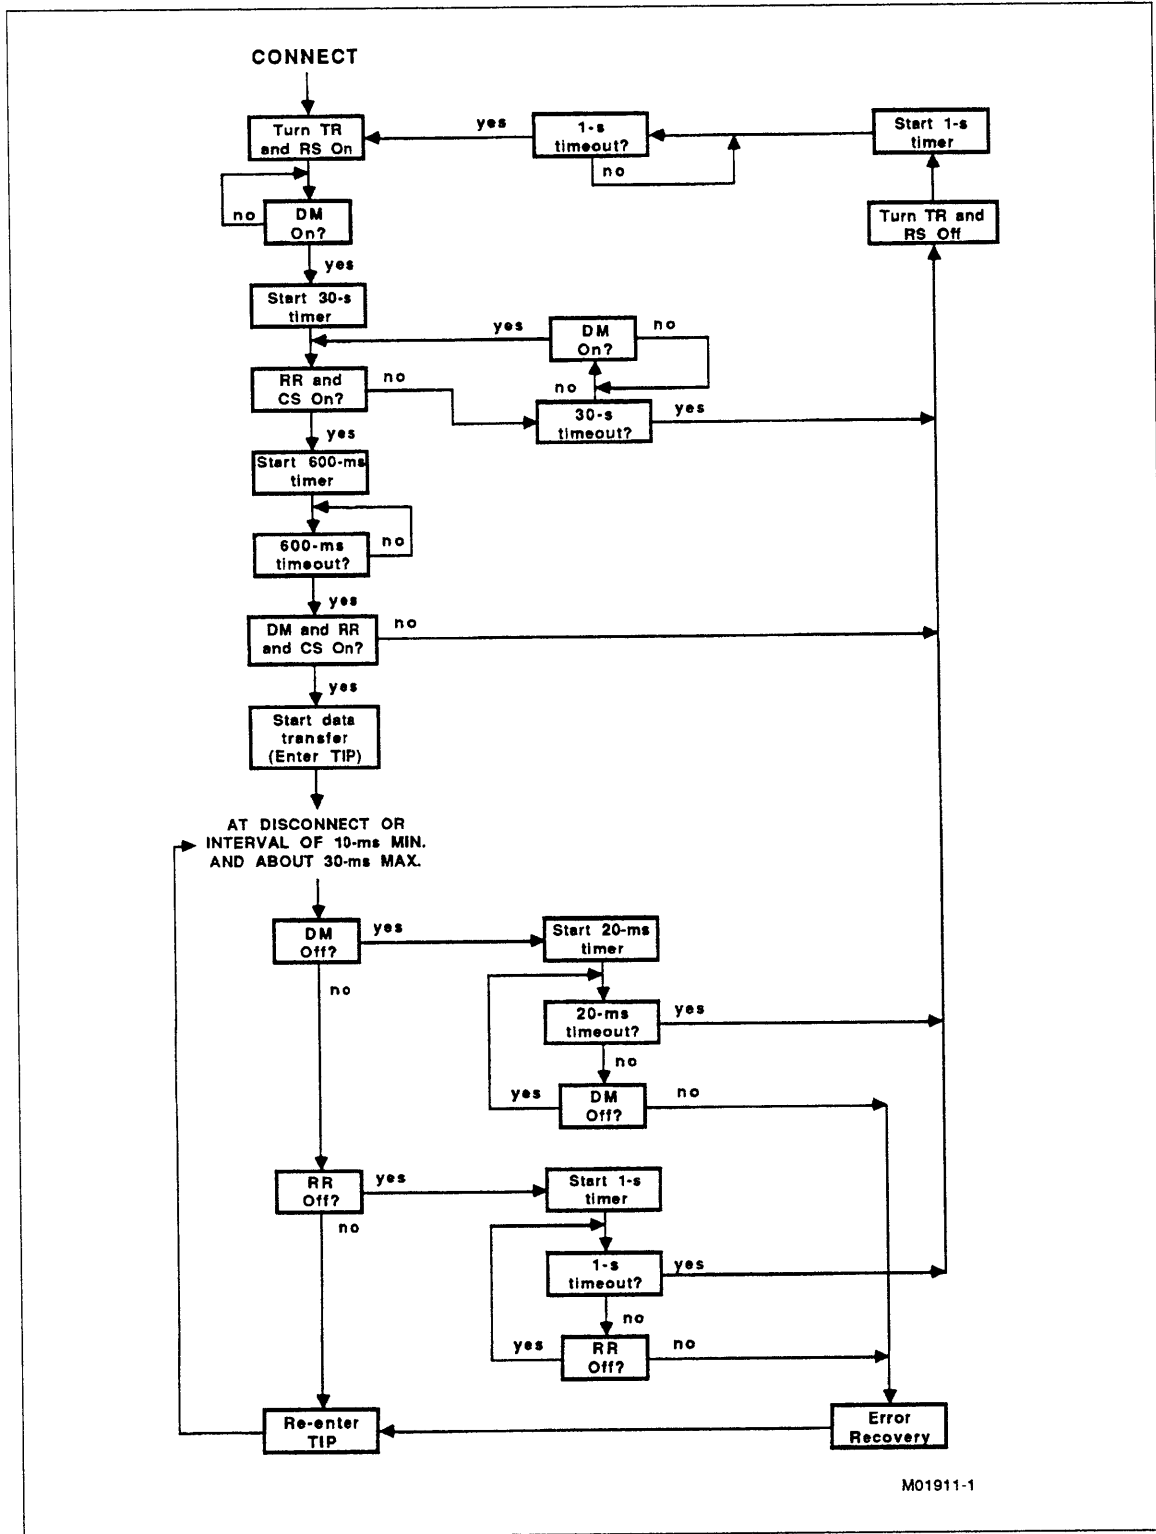 CONNECT
Turn TR
and RS On
yes
1-s
timeout?
no
Start 1-s
timer
Turn TR and
RS Off
no
DM
On?
yes
Start 30-s
timer
yes
DM
On?
no
RR and
CS On?
no
no
30-s
timeout?
yes
yes
Start 600-ms
timer
600-ms
timeout?
no
yes
DM and RR
and CS On?
no
yes
Start data
transfer
(Enter TIP)
AT DISCONNECT OR
INTERVAL OF 10-ms MIN.
AND ABOUT 30-ms MAX.
DM
Off?
yes
Start 20-ms
timer
no
20-ms
timeout?
yes
no
yes
DM
Off?
no
RR
Off?
yes
Start 1-s
timer
no
1-s
timeout?
yes
no
yes
RR
Off?
no
Re-enter
TIP
Error
Recovery
M01911-1